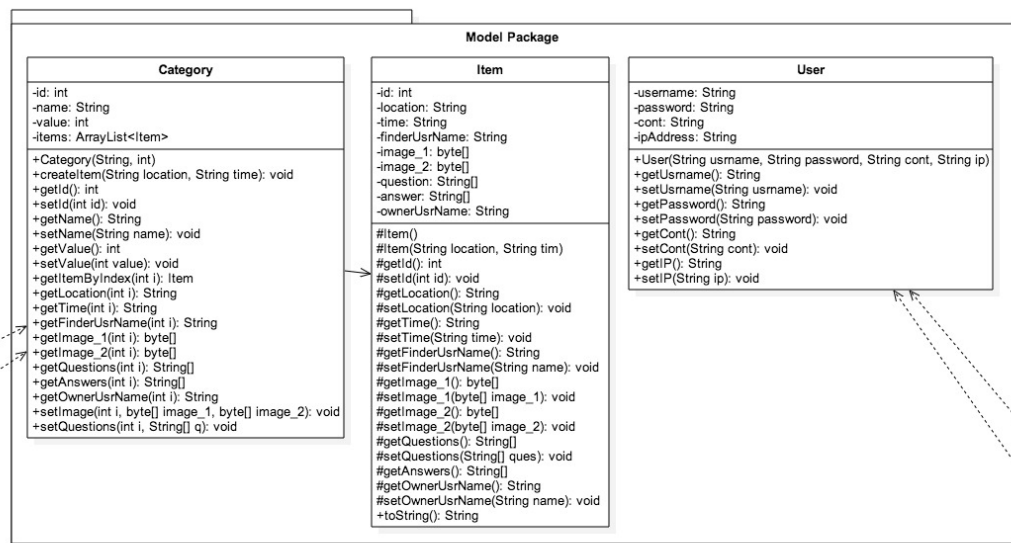 Model Package
Category
-id: int
-name: String
-value: int
-items: ArrayList<Item>
+Category(String, int)
+createItem(String location, String time): void
+getId(): int
+setId(int id): void
+getName(): String
+setName(String name): void
+getValue(): int
+setValue(int value): void
+getItemByIndex(int i): Item
+getLocation(int i): String
+getTime(int i): String
+getFinderUsrName(int i): String
+getImage_1(int i): byte[]
+getImage_2(int i): byte[]
+getQuestions(int i): String[]
+getAnswers(int i): String[]
+getOwnerUsrName(int i): String
+setImage(int i, byte[] image_1, byte[] image_2): void
+setQuestions(int i, String[] q): void
Item
-id: int
-location: String
-time: String
-finderUsrName: String
-image_1: byte[]
-image_2: byte[]
-question: String[]
-answer: String[]
-ownerUsrName: String
#Item()
#Item(String location, String tim)
#getId(): int
#setId(int id): void
#getLocation(): String
#setLocation(String location): void
#getTime(): String
#setTime(String time): void
#getFinderUsrName(): String
#setFinderUsrName(String name): void
#getImage_1(): byte[]
#setImage_1(byte[] image_1): void
#getImage_2(): byte[]
#setImage_2(byte[] image_2): void
#getQuestions(): String[]
#setQuestions(String[] ques): void
#getAnswers(): String[]
#getOwnerUsrName(): String
#setOwnerUsrName(String name): void
+toString(): String
User
-username: String
-password: String
-cont: String
-ipAddress: String
+User(String usrname, String password, String cont, String ip)
+getUsrname(): String
+setUsrname(String usrname): void
+getPassword(): String
+setPassword(String password): void
+getCont(): String
+setCont(String cont): void
+getIP(): String
+setIP(String ip): void